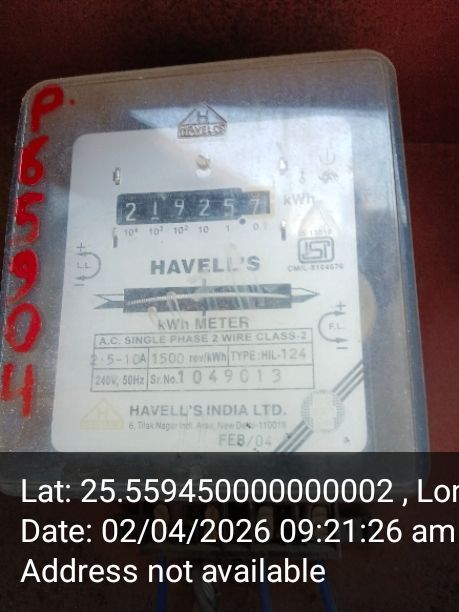 P65904
H
HAVELL'S
219257
kWh
10⁴ 10³ 10² 10 1 0.1
IS 13010
ISI
CM/L-8104676
HAVELL'S
F.L.
F.L.
kWh METER
A.C. SINGLE PHASE 2 WIRE CLASS-2
2.5-10A 1500 rev/kWh TYPE:HIL-124
240V, 50Hz Sr.No. 1049013
HAVELL'S INDIA LTD.
6, Tilak Nagar Indl. Area, New Delhi-110018
FEB/04
Lat: 25.559450000000002 , Lon
Date: 02/04/2026 09:21:26 am
Address not available